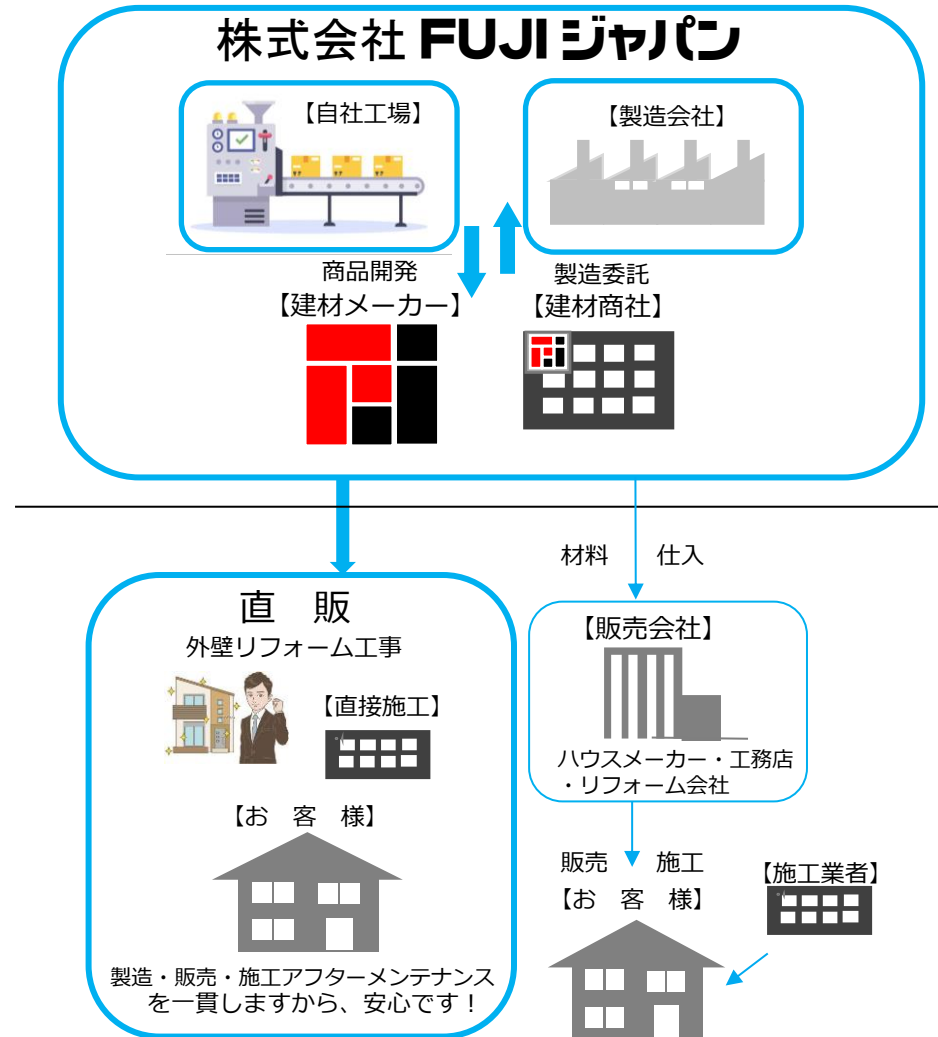 株式会社 FUJI ジャパン
【自社工場】
【製造会社】
商品開発
【建材メーカー】
製造委託
【建材商社】
直　販
外壁リフォーム工事
【直接施工】
【お　客　様】
製造・販売・施工アフターメンテナンス
を一貫しますから、安心です！
材料　仕入
【販売会社】
ハウスメーカー・工務店
・リフォーム会社
販売　施工
【お　客　様】
【施工業者】